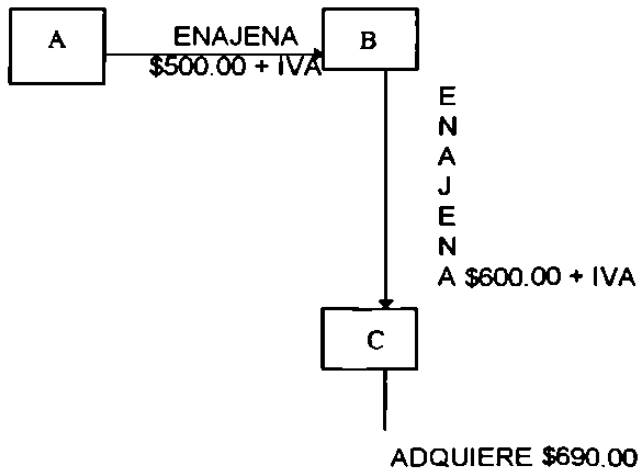 A
ENAJENA
$500.00 + IVA
B
E
N
A
J
E
N
A $600.00 + IVA
C
ADQUIERE $690.00